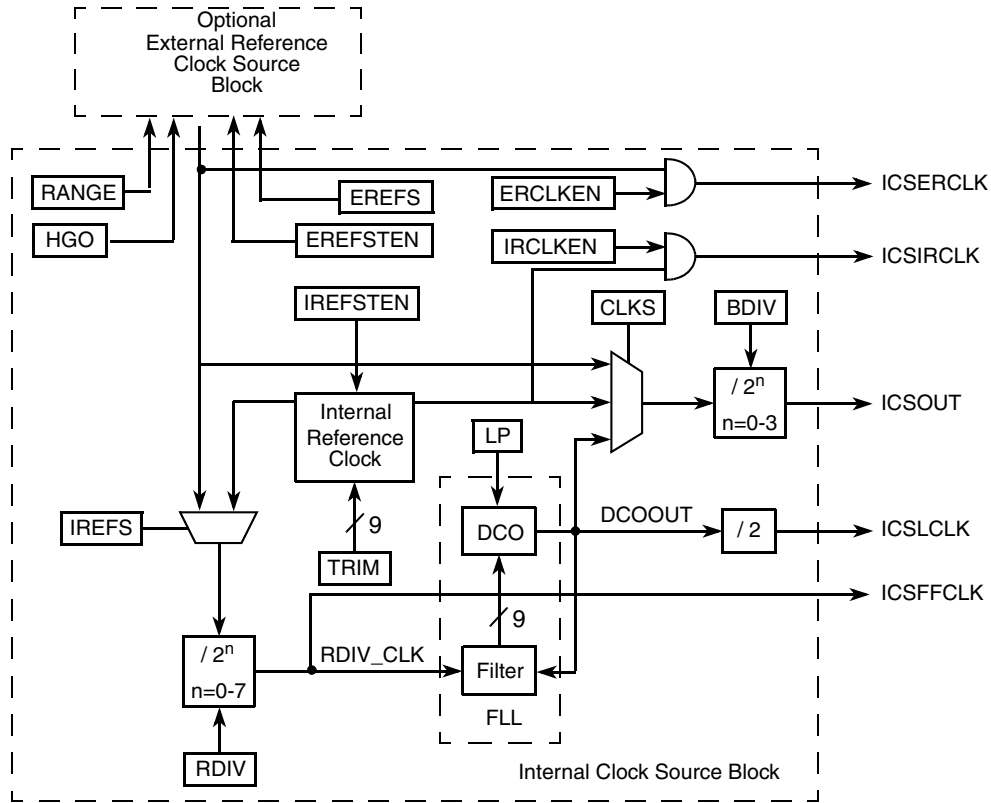 Optional
External Reference
Clock Source
Block
RANGE
HGO
EREFS
EREFSTEN
ERCLKEN
IRCLKEN
ICSERCLK
ICSIRCLK
IREFSTEN
CLKS
BDIV
Internal
Reference
Clock
/ 2ⁿ
n=0-3
ICSOUT
LP
IREFS
9
TRIM
DCO
DCOOUT
/ 2
ICSLCLK
ICSFFCLK
9
/ 2ⁿ
n=0-7
RDIV_CLK
Filter
FLL
RDIV
Internal Clock Source Block